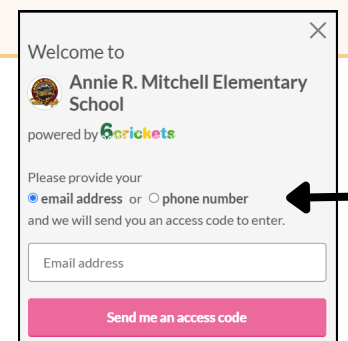 Welcome to
Annie R. Mitchell Elementary
School
powered by 6crickets
Please provide your
email address or phone number
and we will send you an access code to enter.
Email address
Send me an access code